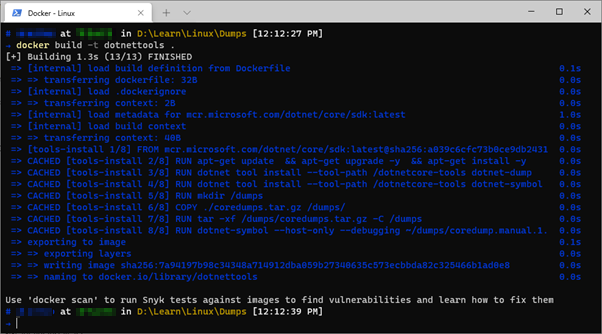 Docker - Linux
# at in D:\Learn\Linux\Dumps [12:12:27 PM]
→ docker build -t dotnettools .
[+] Building 1.3s (13/13) FINISHED
=> [internal] load build definition from Dockerfile 0.1s
=> => transferring dockerfile: 32B 0.0s
=> [internal] load .dockerignore 0.0s
=> => transferring context: 2B 0.0s
=> [internal] load metadata for mcr.microsoft.com/dotnet/core/sdk:latest 1.0s
=> [internal] load build context 0.0s
=> => transferring context: 40B 0.0s
=> [tools-install 1/8] FROM mcr.microsoft.com/dotnet/core/sdk:latest@sha256:a039c6cfc73b0ce9db2431 0.0s
=> CACHED [tools-install 2/8] RUN apt-get update && apt-get upgrade -y && apt-get install -y 0.0s
=> CACHED [tools-install 3/8] RUN dotnet tool install --tool-path /dotnetcore-tools dotnet-dump 0.0s
=> CACHED [tools-install 4/8] RUN dotnet tool install --tool-path /dotnetcore-tools dotnet-symbol 0.0s
=> CACHED [tools-install 5/8] RUN mkdir /dumps 0.0s
=> CACHED [tools-install 6/8] COPY ./coredumps.tar.gz /dumps/ 0.0s
=> CACHED [tools-install 7/8] RUN tar -xf /dumps/coredumps.tar.gz -C /dumps 0.0s
=> CACHED [tools-install 8/8] RUN dotnet-symbol --host-only --debugging ~/dumps/coredump.manual.1. 0.0s
=> exporting to image 0.1s
=> => exporting layers 0.0s
=> => writing image 0.0s
=> => naming to docker.io/library/dotnettools 0.0s
Use 'docker scan' to run Snyk tests against images to find vulnerabilities and learn how to fix them
# at in D:\Learn\Linux\Dumps [12:12:39 PM]
→